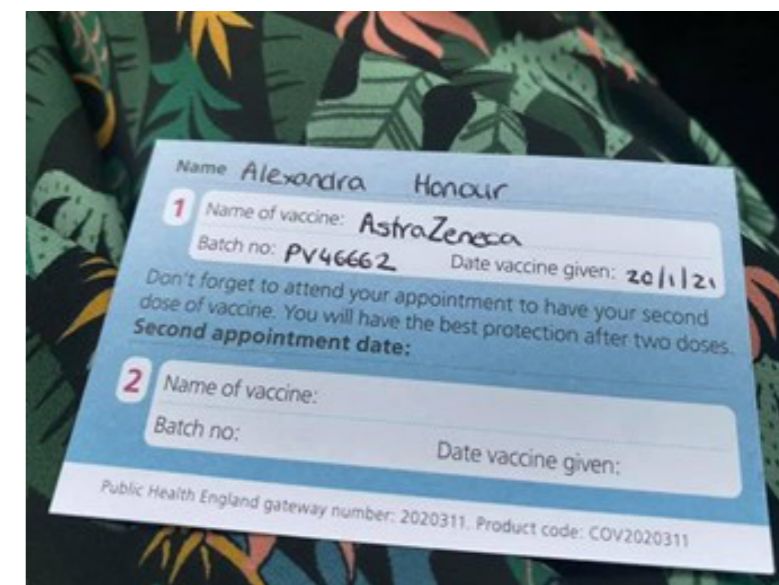 Name Alexandra Honour
1 Name of vaccine: AstraZeneca
Batch no: PV46662 Date vaccine given: 20/1/21
Don't forget to attend your appointment to have your second
dose of vaccine. You will have the best protection after two doses.
Second appointment date:
2 Name of vaccine:
Batch no:
Date vaccine given:
Public Health England gateway number: 2020311. Product code: COV2020311